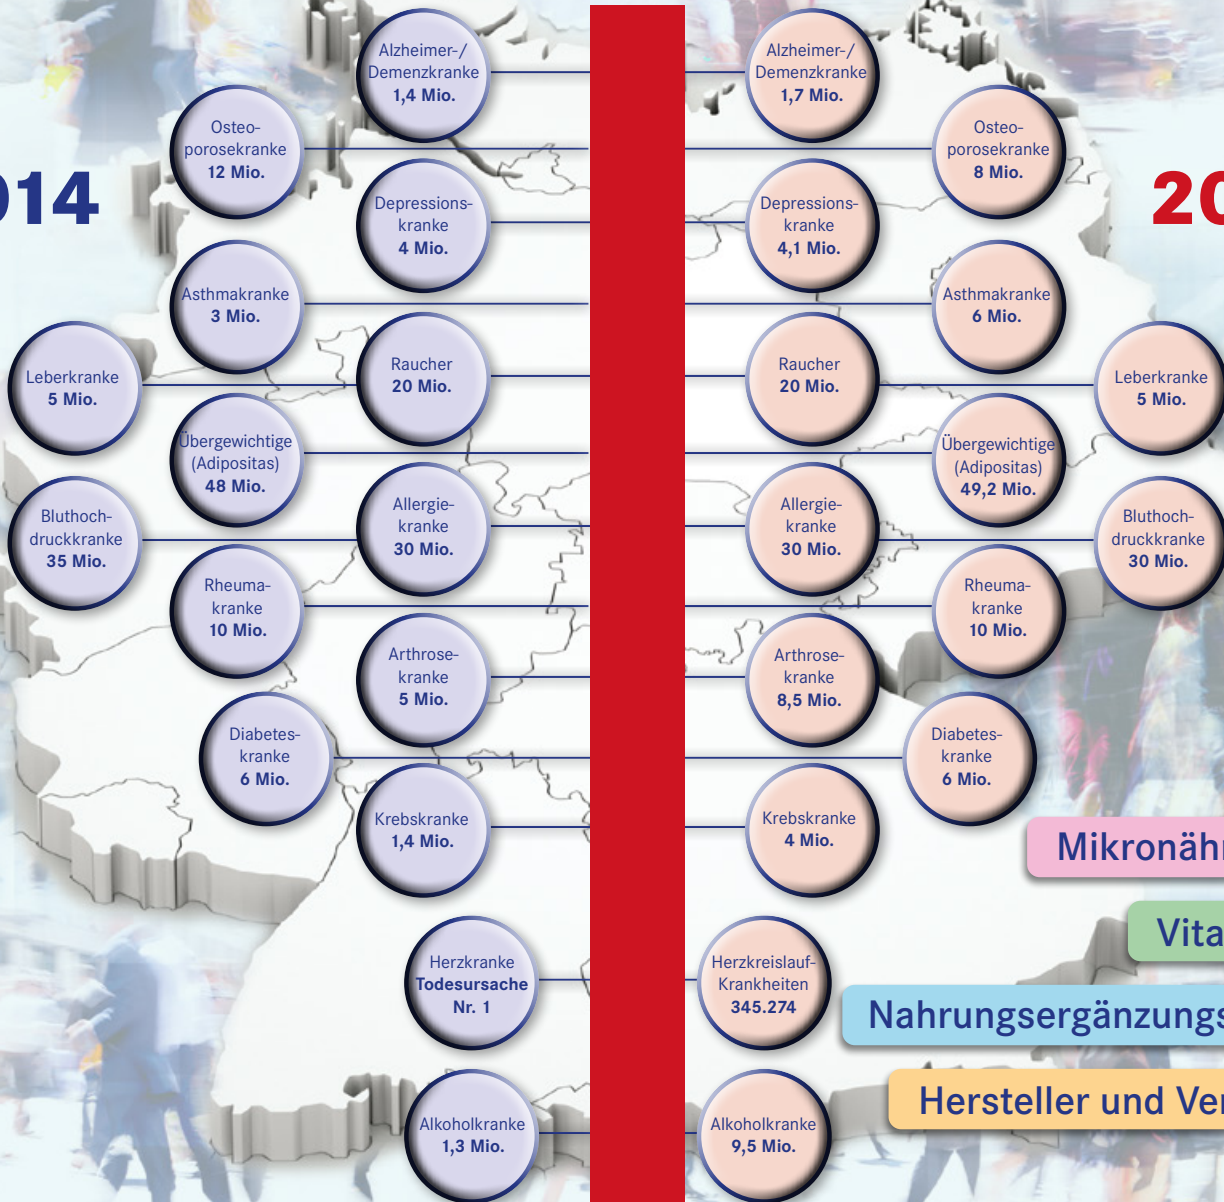 Alzheimer-/
Demenzkranke
1,4 Mio.
Osteo-
porosekranke
12 Mio.
014
Depressions-
kranke
4 Mio.
Asthmakranke
3 Mio.
Raucher
20 Mio.
Leberkranke
5 Mio.
Übergewichtige
(Adipositas)
48 Mio.
Allergie-
kranke
30 Mio.
Bluthoch-
druckkranke
35 Mio.
Rheuma-
kranke
10 Mio.
Arthrose-
kranke
5 Mio.
Diabetes-
kranke
6 Mio.
Krebskranke
1,4 Mio.
Herzkranke
Todesursache
Nr. 1
Alkoholkranke
1,3 Mio.
Alzheimer-/
Demenzkranke
1,7 Mio.
Osteo-
porosekranke
8 Mio.
20
Depressions-
kranke
4,1 Mio.
Asthmakranke
6 Mio.
Raucher
20 Mio.
Leberkranke
5 Mio.
Übergewichtige
(Adipositas)
49,2 Mio.
Allergie-
kranke
30 Mio.
Bluthoch-
druckkranke
30 Mio.
Rheuma-
kranke
10 Mio.
Arthrose-
kranke
8,5 Mio.
Diabetes-
kranke
6 Mio.
Krebskranke
4 Mio.
Mikronäh
Vita
Herzkreislauf-
Krankheiten
345.274
Nahrungsergänzungs
Hersteller und Ver
Alkoholkranke
9,5 Mio.